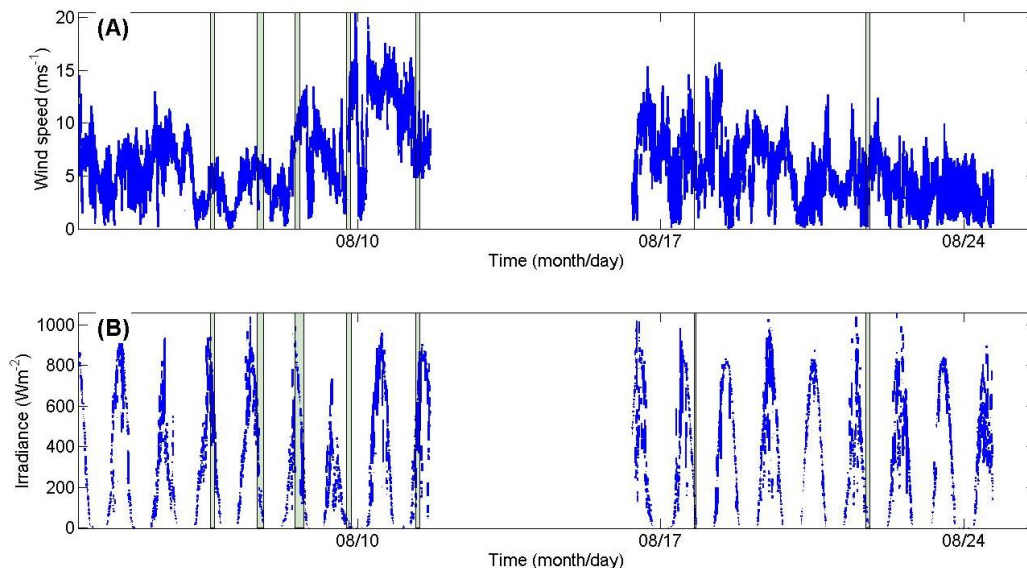 (A)
Wind speed (ms⁻¹)
20
15
10
5
0
08/10
08/17
08/24
Time (month/day)
(B)
Irradiance (Wm⁻²)
1000
800
600
400
200
0
08/10
08/17
08/24
Time (month/day)